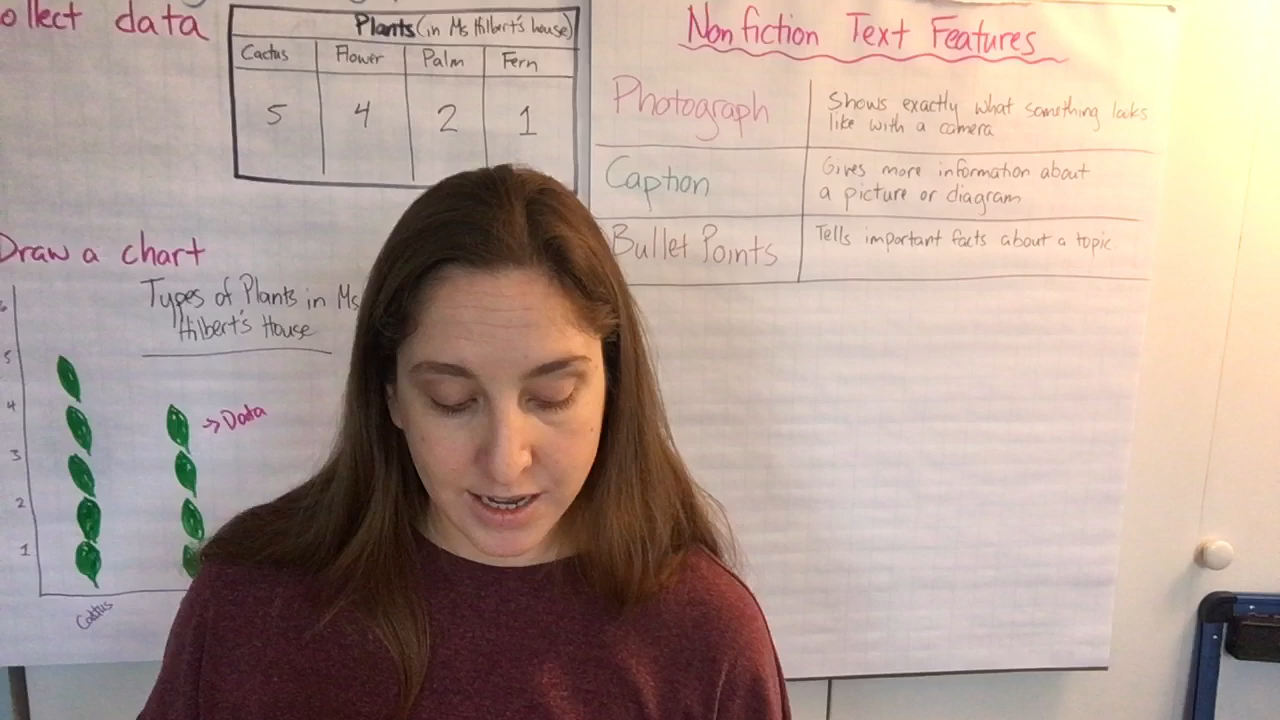 ollect data
Plants (in Ms Hilbert's house)
Cactus Flower Palm Fern
5 4 2 1
Draw a chart
Types of Plants in Ms
Hilbert's House
5
4
3
2
1
→ Data
Cactus
Nonfiction Text Features
Photograph
Shows exactly what something looks
like with a camera
Caption
Gives more information about
a picture or diagram
Bullet Points
Tells important facts about a topic.